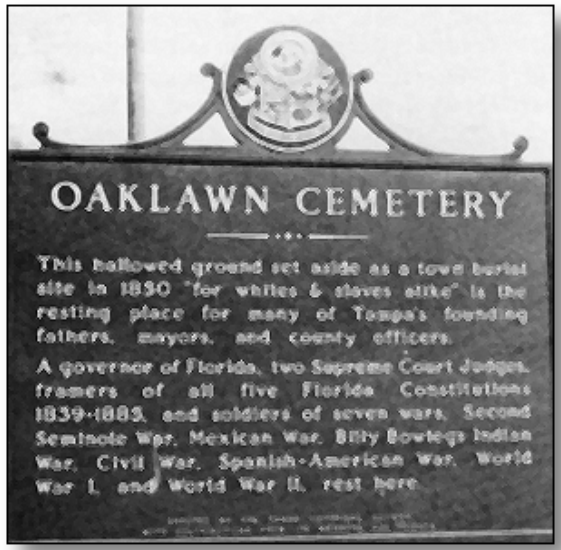 OAKLAWN CEMETERY
This hallowed ground set aside as a town burial
site in 1850 "for whites & slaves alike" is the
resting place for many of Tampa's founding
fathers, mayors, and county officers.
A governor of Florida, two Supreme Court Judges,
framers of all five Florida Constitutions
1839-1885, and soldiers of seven wars, Second
Seminole War, Mexican War, Billy Bowlegs Indian
War, Civil War, Spanish-American War, World
War I, and World War II, rest here.